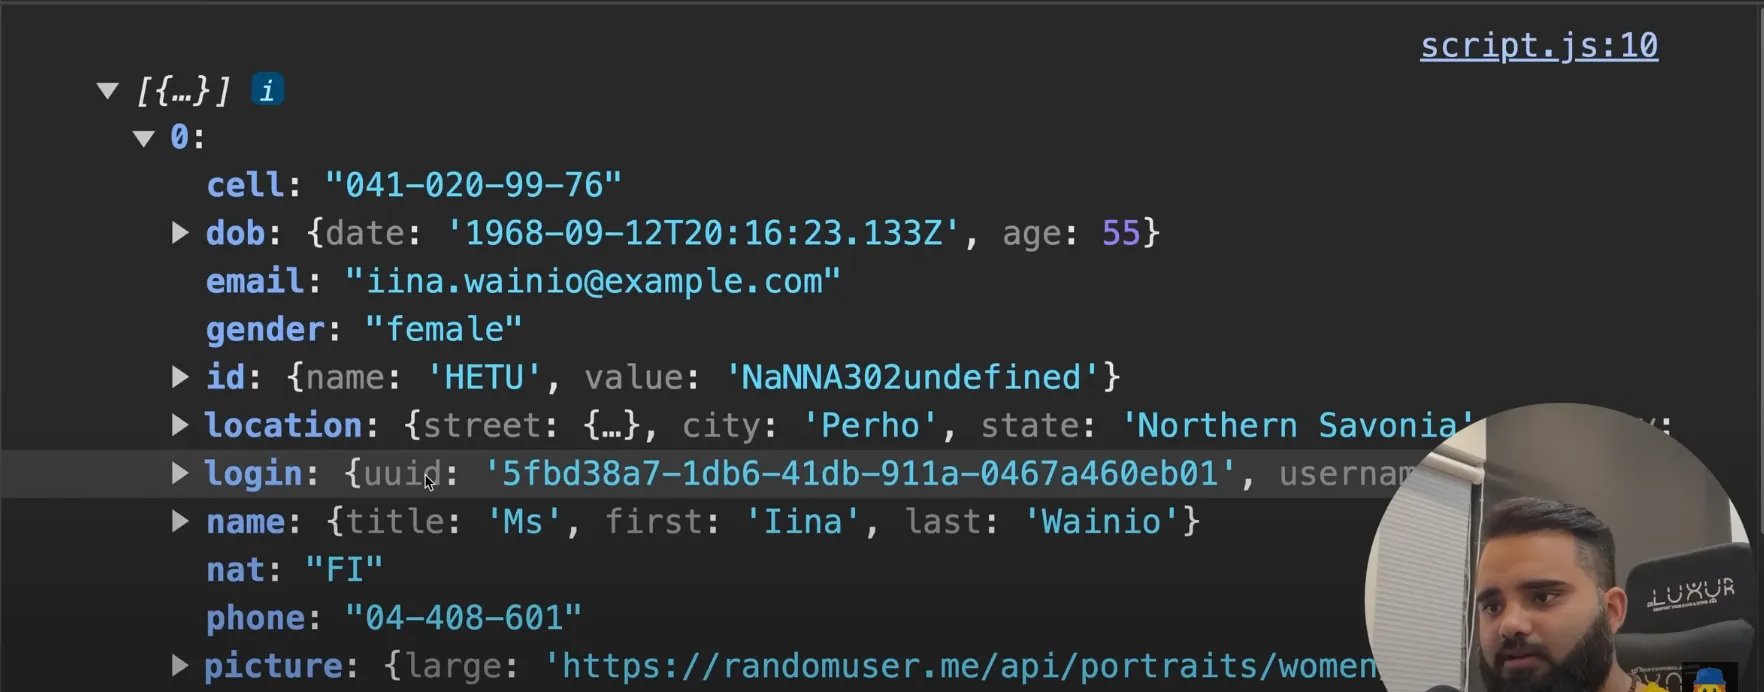 script.js:10
▼ [{…}] i
▼ 0:
cell: "041-020-99-76"
▶ dob: {date: '1968-09-12T20:16:23.133Z', age: 55}
email: "iina.wainio@example.com"
gender: "female"
▶ id: {name: 'HETU', value: 'NaNNA302undefined'}
▶ location: {street: {…}, city: 'Perho', state: 'Northern Savonia'
▶ login: {uuid: '5fbd38a7-1db6-41db-911a-0467a460eb01', usernam
▶ name: {title: 'Ms', first: 'Iina', last: 'Wainio'}
nat: "FI"
phone: "04-408-601"
▶ picture: {large: 'https://randomuser.me/api/portraits/women
LUXUR